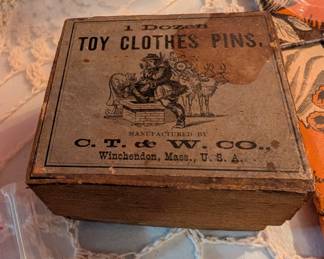 1 Dozen
TOY CLOTHES PINS.
MANUFACTURED BY
C. T. & W. CO.,
Winchendon, Mass., U. S. A.